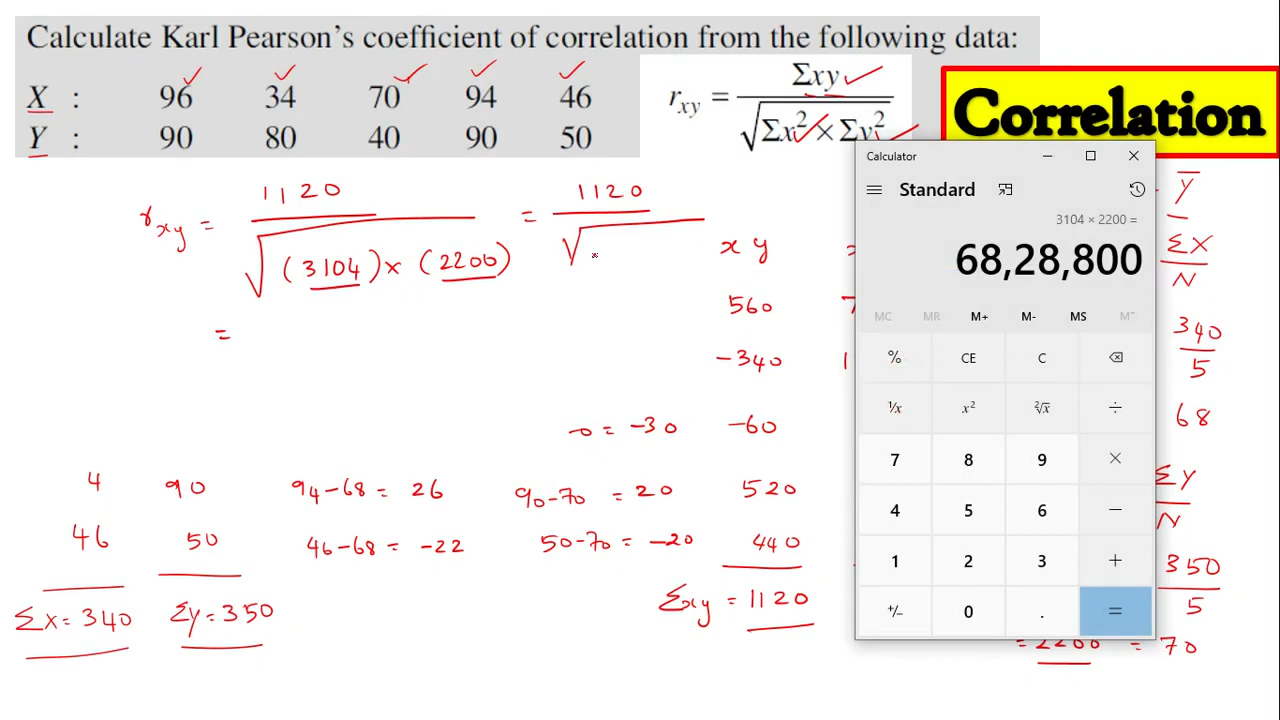 Calculate Karl Pearson's coefficient of correlation from the following data:
X : 96 34 70 94 46
Y : 90 80 40 90 50
r_xy = Σxy / √(Σx² × Σy²)
Correlation
r_xy = 1120 / √((3104) × (2200)) = 1120 / √
=
Calculator
Standard
3104 × 2200 =
68,28,800
MC MR M+ M- MS M˅
% CE C
¹/x x² ²√x ÷
7 8 9 ×
4 5 6 −
1 2 3 +
+/− 0 . =
xy
560
-340
0 = -30 -60
4 90 94-68 = 26 90-70 = 20 520
46 50 46-68 = -22 50-70 = -20 440
Σx = 340 Σy = 350 Σxy = 1120
- Ȳ
ΣX / N
340 / 5
68
ΣY / N
350 / 5
= 2200 = 70